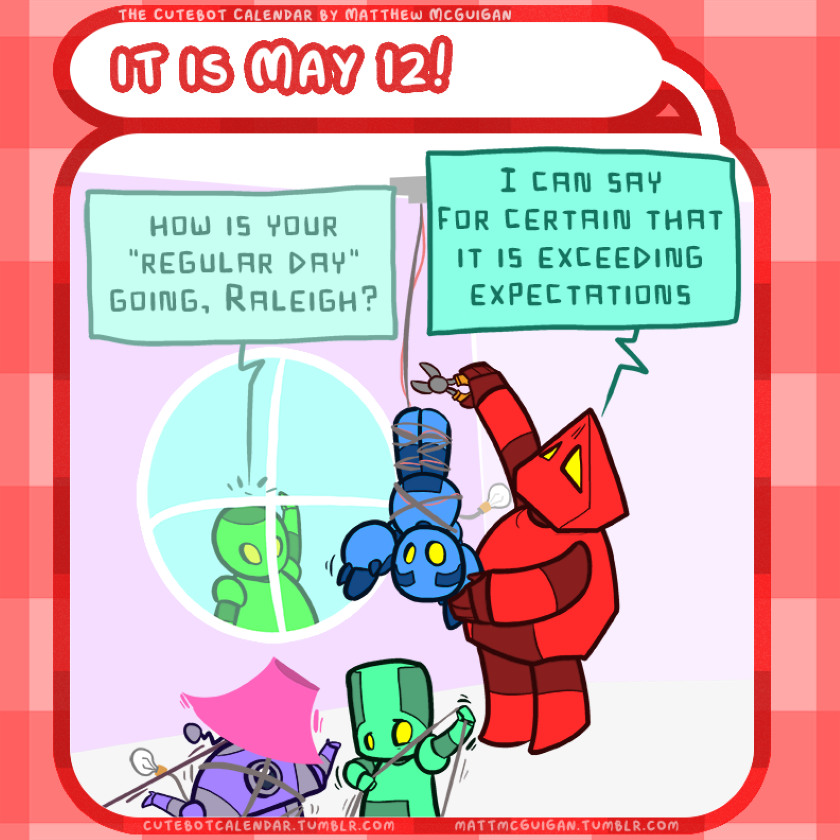 THE CUTEBOT CALENDAR BY MATTHEW MCGUIGAN
IT IS MAY 12!
HOW IS YOUR
"REGULAR DAY"
GOING, RALEIGH?
I CAN SAY
FOR CERTAIN THAT
IT IS EXCEEDING
EXPECTATIONS
CUTEBOTCALENDAR.TUMBLR.COM
MATTMCGUIGAN.TUMBLR.COM